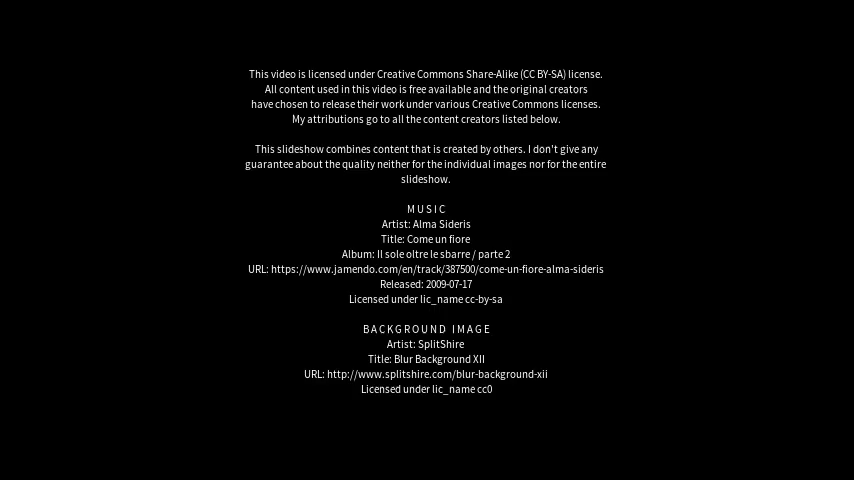 This video is licensed under Creative Commons Share-Alike (CC BY-SA) license.
All content used in this video is free available and the original creators
have chosen to release their work under various Creative Commons licenses.
My attributions go to all the content creators listed below.
This slideshow combines content that is created by others. I don't give any
guarantee about the quality neither for the individual images nor for the entire
slideshow.
MUSIC
Artist: Alma Sideris
Title: Come un fiore
Album: Il sole oltre le sbarre / parte 2
URL: https://www.jamendo.com/en/track/387500/come-un-fiore-alma-sideris
Released: 2009-07-17
Licensed under lic_name cc-by-sa
BACKGROUND IMAGE
Artist: SplitShire
Title: Blur Background XII
URL: http://www.splitshire.com/blur-background-xii
Licensed under lic_name cc0